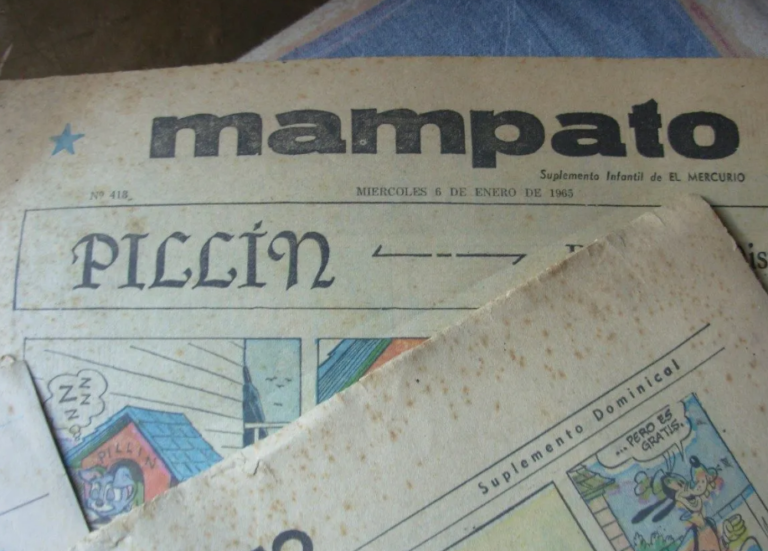 mampato
Suplemento Infantil de EL MERCURIO
Nº 418
MIERCOLES 6 DE ENERO DE 1965
PILLÍN
Z Z Z Z
PILLIN
Suplemento Dominical
...PERO ES
GRATIS.